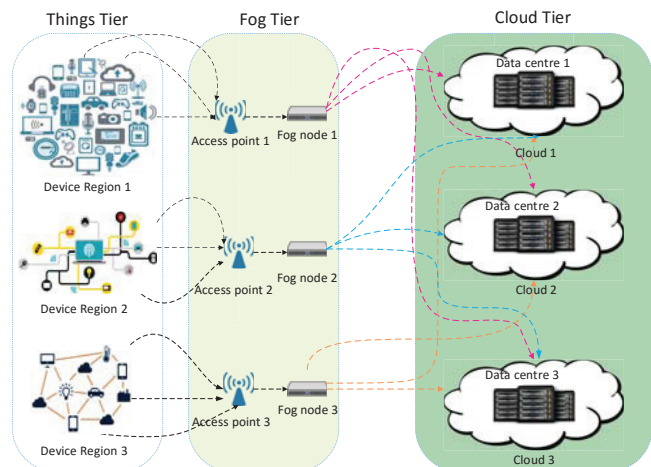 Things Tier
Fog Tier
Cloud Tier
Data centre 1
Access point 1
Fog node 1
Cloud 1
Device Region 1
Data centre 2
Access point 2
Fog node 2
Cloud 2
Device Region 2
Data centre 3
Access point 3
Fog node 3
Device Region 3
Cloud 3